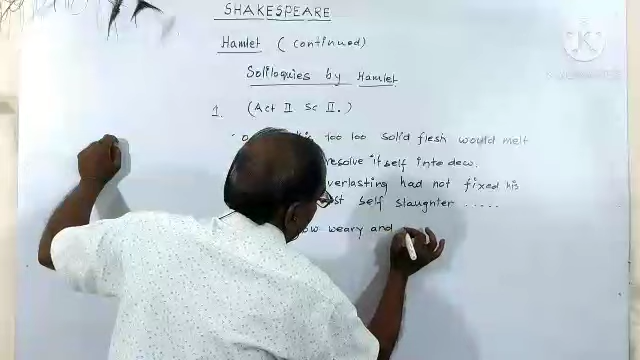 SHAKESPEARE
Hamlet (continued)
Soliloquies by Hamlet
1. (Act II Sc II.)
too too solid flesh would melt
resolve itself into dew.
verlasting had not fixed his
self slaughter .....
weary and